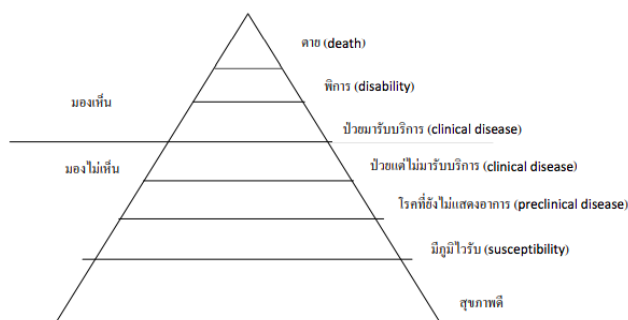 ตาย (death)
พิการ (disability)
มองเห็น
ป่วยมารับบริการ (clinical disease)
มองไม่เห็น
ป่วยแต่ไม่มารับบริการ (clinical disease)
โรคที่ยังไม่แสดงอาการ (preclinical disease)
มีภูมิไวรับ (susceptibility)
สุขภาพดี